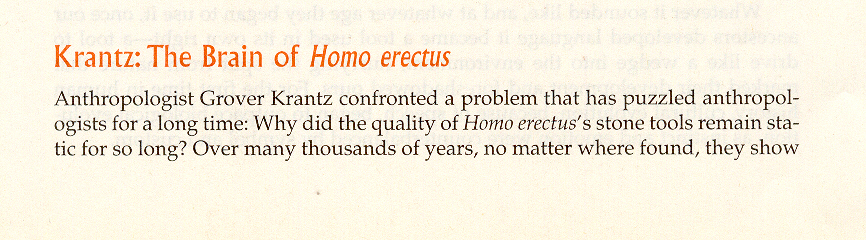 Krantz: The Brain of Homo erectus
Anthropologist Grover Krantz confronted a problem that has puzzled anthropol-
ogists for a long time: Why did the quality of Homo erectus's stone tools remain sta-
tic for so long? Over many thousands of years, no matter where found, they show